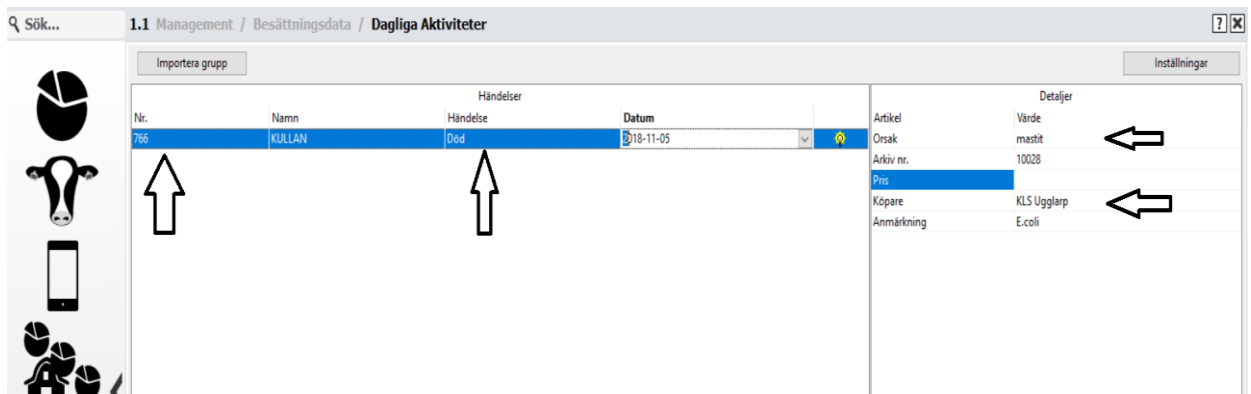 Sök...
1.1 Management / Besättningsdata / Dagliga Aktiviteter
? X
Importera grupp
Inställningar
Händelser
Nr. Namn Händelse Datum
766 KULLAN Död 2018-11-05
Detaljer
Artikel Värde
Orsak mastit
Arkiv nr. 10028
Pris
Köpare KLS Ugglarp
Anmärkning E.coli